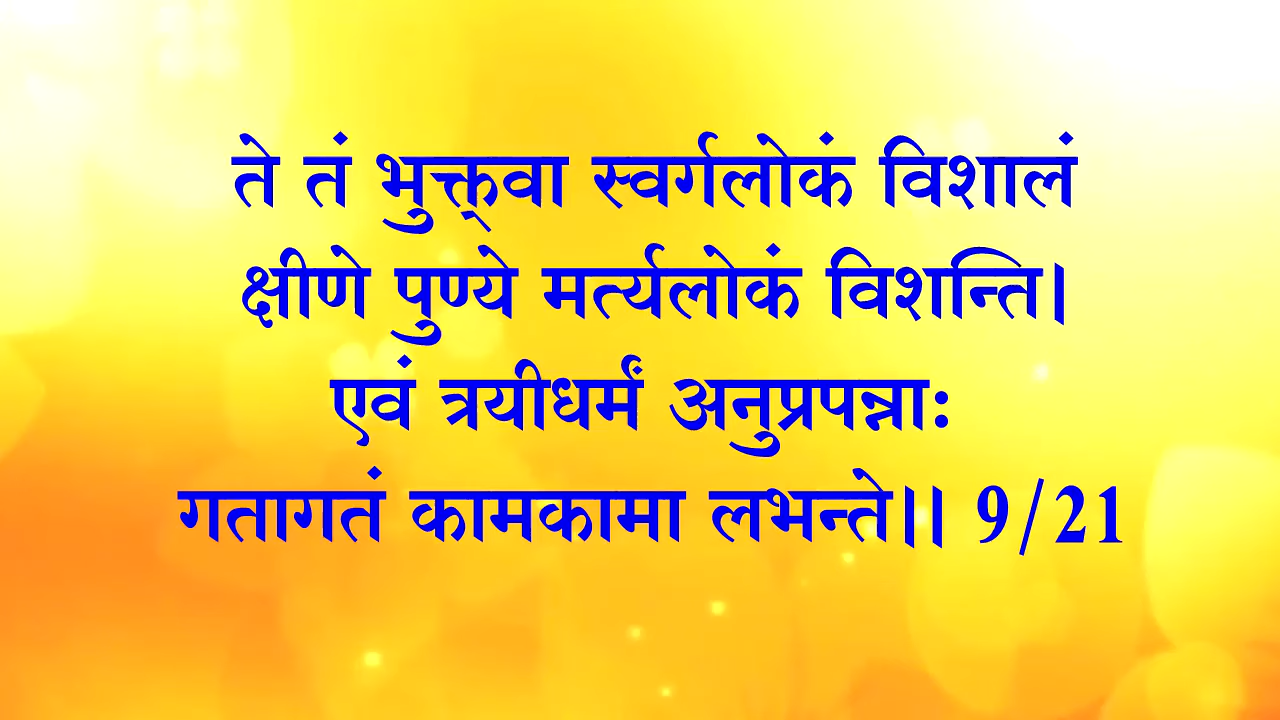 ते तं भुक्त्वा स्वर्गलोकं विशालं
क्षीणे पुण्ये मर्त्यलोकं विशन्ति।
एवं त्रयीधर्मं अनुप्रपन्नाः
गतागतं कामकामा लभन्ते।। 9/21